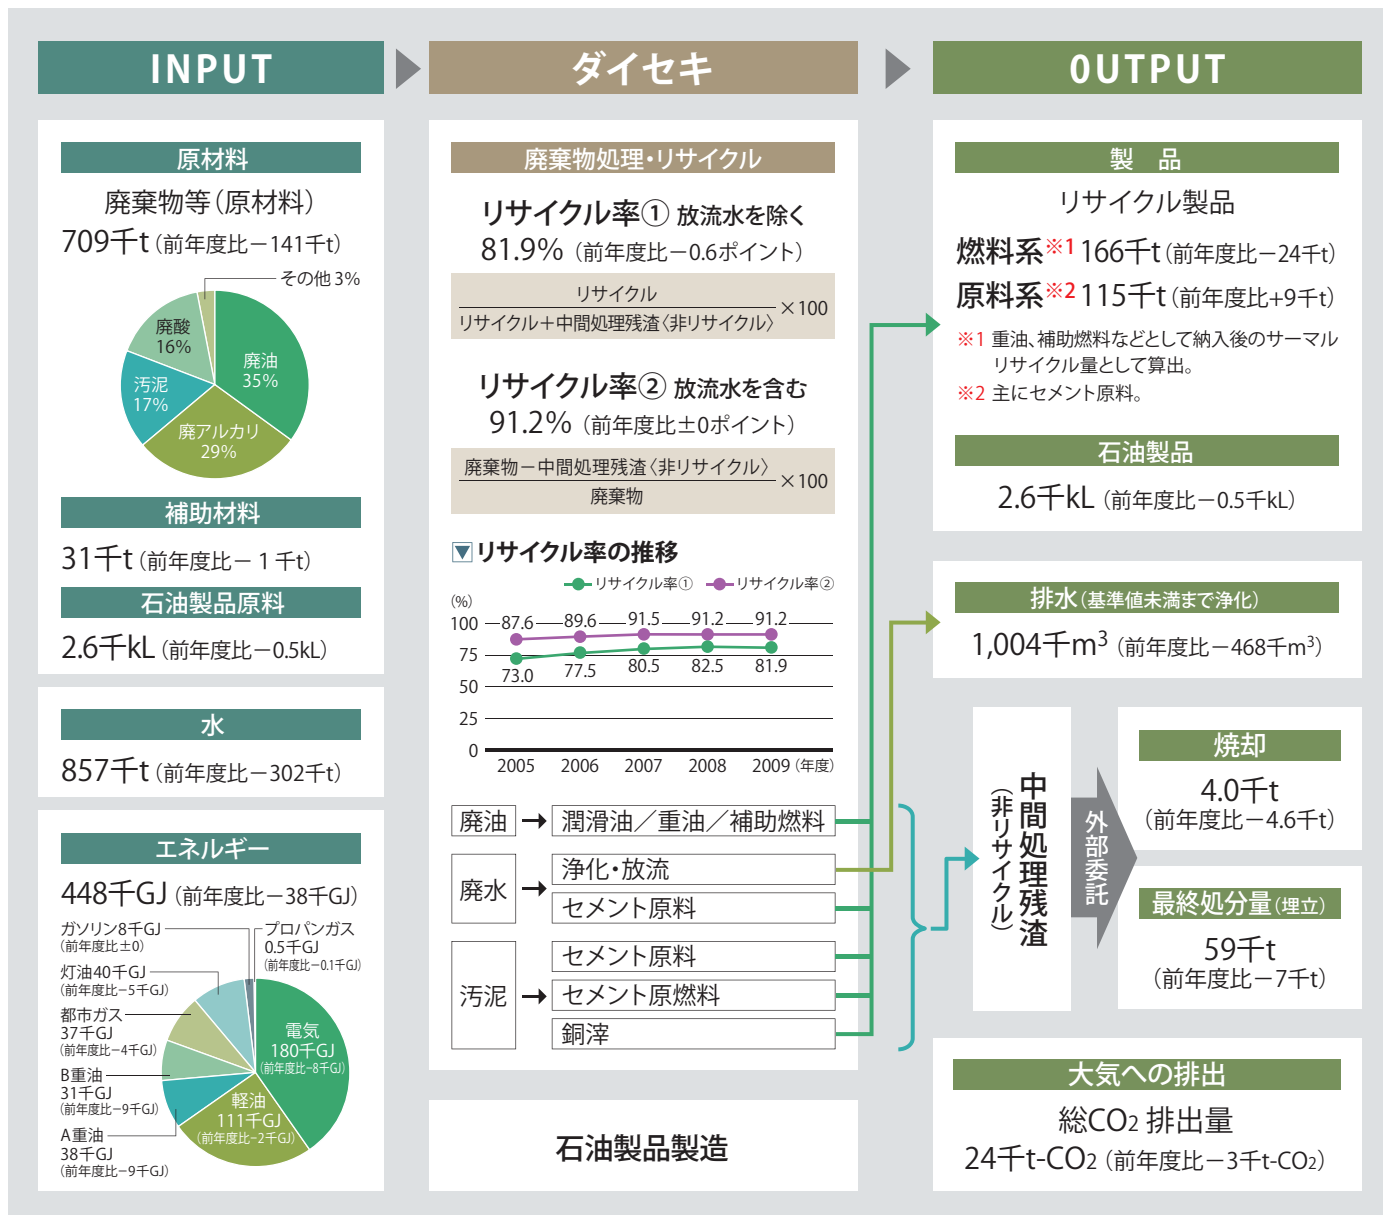 INPUT
ダイセキ
OUTPUT
原材料
廃棄物等（原材料）
709千t（前年度比－141千t）
その他 3%
廃酸
16%
廃油
35%
汚泥
17%
廃アルカリ
29%
補助材料
31千t（前年度比－ 1 千t）
石油製品原料
2.6千kL（前年度比－0.5kL）
水
857千t（前年度比－302千t）
エネルギー
448千GJ（前年度比－38千GJ）
ガソリン8千GJ
（前年度比±0）
プロパンガス
0.5千GJ
（前年度比－0.1千GJ）
灯油40千GJ
（前年度比－5千GJ）
都市ガス
37千GJ
（前年度比－4千GJ）
B重油
31千GJ
（前年度比－9千GJ）
A重油
38千GJ
（前年度比－9千GJ）
電気
180千GJ
（前年度比－8千GJ）
軽油
111千GJ
（前年度比－2千GJ）
廃棄物処理・リサイクル
リサイクル率① 放流水を除く
81.9%（前年度比－0.6ポイント）
リサイクル
リサイクル＋中間処理残渣〈非リサイクル〉
×100
リサイクル率② 放流水を含む
91.2%（前年度比±0ポイント）
廃棄物－中間処理残渣〈非リサイクル〉
廃棄物
×100
▼リサイクル率の推移
リサイクル率① リサイクル率②
(%)
100
75
50
25
0
87.6 89.6 91.5 91.2 91.2
73.0 77.5 80.5 82.5 81.9
2005 2006 2007 2008 2009（年度）
廃油
潤滑油／重油／補助燃料
廃水
浄化・放流
セメント原料
汚泥
セメント原料
セメント原燃料
銅滓
石油製品製造
製 品
リサイクル製品
燃料系※1 166千t（前年度比－24千t）
原料系※2 115千t（前年度比+9千t）
※1 重油、補助燃料などとして納入後のサーマル
リサイクル量として算出。
※2 主にセメント原料。
石油製品
2.6千kL（前年度比－0.5千kL）
排水（基準値未満まで浄化）
1,004千m³（前年度比－468千m³）
中間処理残渣
（非リサイクル）
外部委託
焼却
4.0千t
（前年度比－4.6千t）
最終処分量（埋立）
59千t
（前年度比－7千t）
大気への排出
総CO₂ 排出量
24千t-CO₂（前年度比－3千t-CO₂）